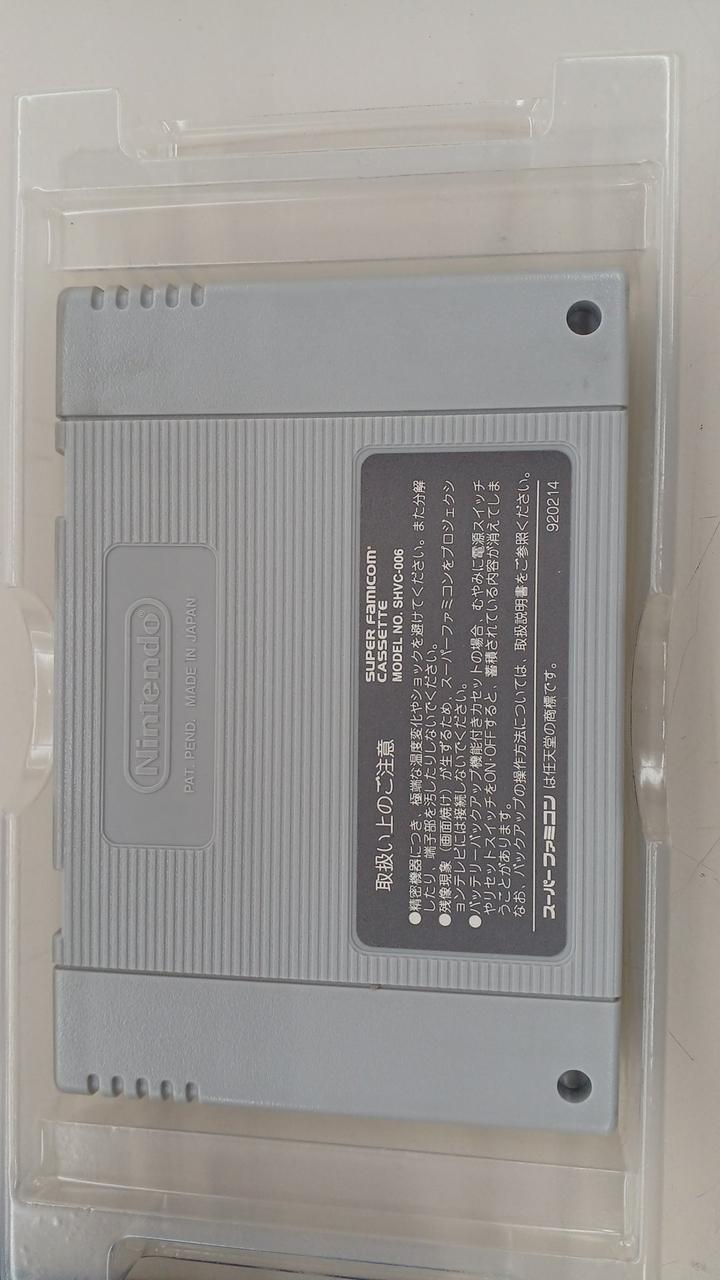 Nintendo®
PAT. PEND. MADE IN JAPAN
取扱い上のご注意
SUPER FAMICOM®
CASSETTE
MODEL NO. SHVC-006
●精密機器につき、極端な温度変化やショックを避けてください。また分解
したり、端子部を汚したりしないでください。
●残像現象（画面焼け）が生ずるため、スーパーファミコンをプロジェクシ
ョンテレビには接続しないでください。
●バッテリーバックアップ機能付きカセットの場合、むやみに電源スイッチ
やリセットスイッチをON・OFFすると、蓄積されている内容が消えてしま
うことがあります。
なお、バックアップの操作方法については、取扱説明書をご参照ください。
スーパーファミコン は任天堂の商標です。
920214